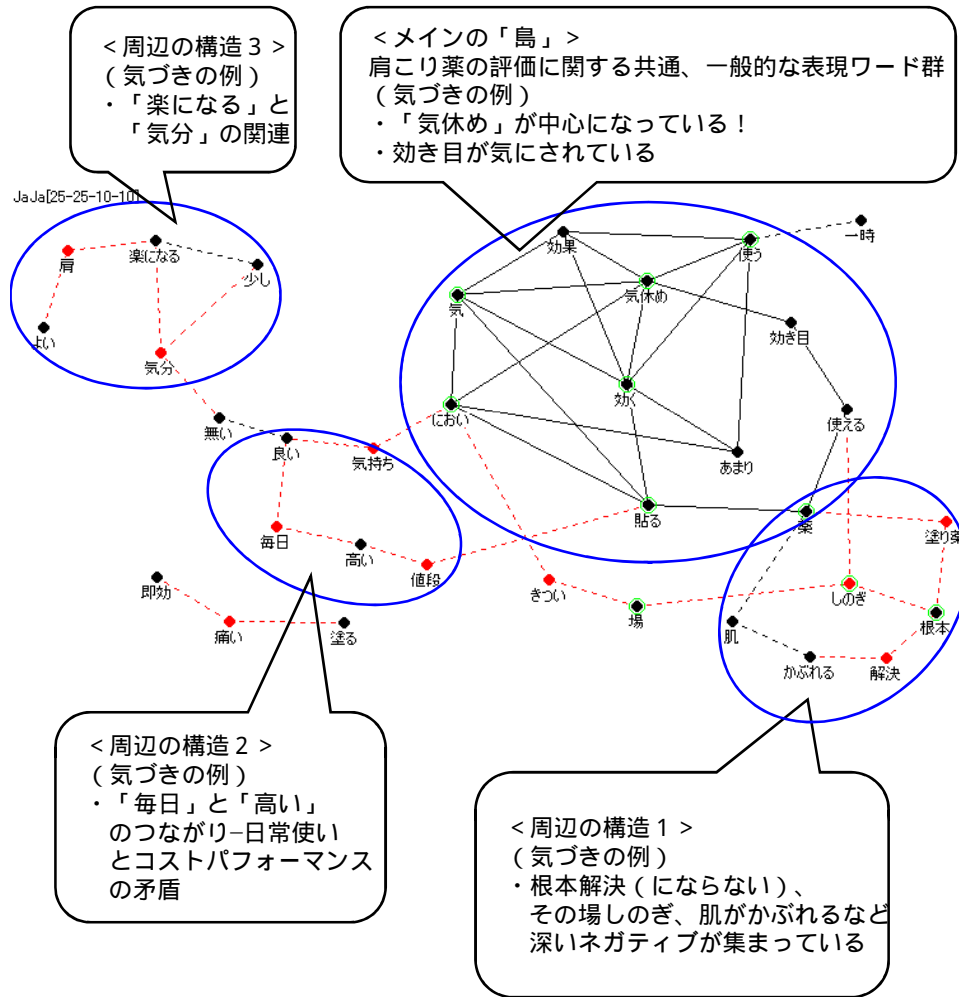 ＜周辺の構造３＞
（気づきの例）
・「楽になる」と
「気分」の関連
＜メインの「島」＞
肩こり薬の評価に関する共通、一般的な表現ワード群
（気づきの例）
・「気休め」が中心になっている！
・効き目が気にされている
JaJa[25-25-10-10]
肩
楽になる
少し
よい
気分
無い
良い
気持ち
毎日
高い
値段
即効
痛い
塗る
効果
使う
一時
気
気休め
効き目
効く
におい
使える
あまり
貼る
薬
塗り薬
きつい
場
しのぎ
根本
肌
かぶれる
解決
＜周辺の構造２＞
（気づきの例）
・「毎日」と「高い」
のつながり−日常使い
とコストパフォーマンス
の矛盾
＜周辺の構造１＞
（気づきの例）
・根本解決（にならない）、
その場しのぎ、肌がかぶれるなど
深いネガティブが集まっている